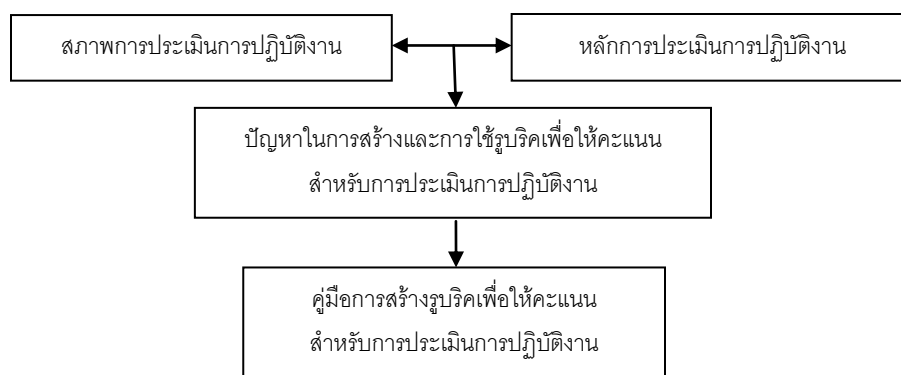 สภาพการประเมินการปฏิบัติงาน
หลักการประเมินการปฏิบัติงาน
ปัญหาในการสร้างและการใช้รูบริคเพื่อให้คะแนน
สำหรับการประเมินการปฏิบัติงาน
คู่มือการสร้างรูบริคเพื่อให้คะแนน
สำหรับการประเมินการปฏิบัติงาน